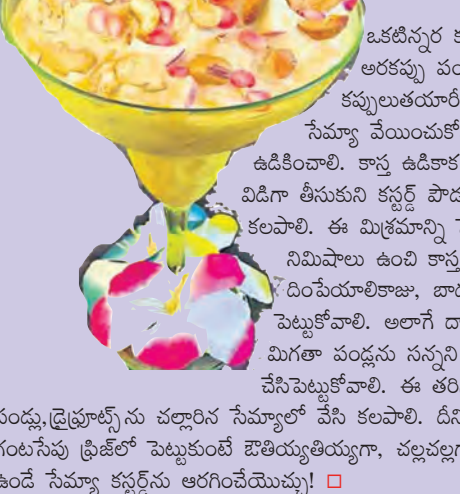 ఒకటిన్నర క
అరకప్పు పం
కప్పులుతయారీ
సేమ్యా వేయించుకో
ఉడికించాలి. కాస్త ఉడికాక
విడిగా తీసుకుని కస్టర్డ్ పౌడ
కలపాలి. ఈ మిశ్రమాన్ని
నిమిషాలు ఉంచి కాస్త
దింపేయాలికాజు, బాద
పెట్టుకోవాలి. అలాగే దా
మిగతా పండ్లను సన్నని
చేసిపెట్టుకోవాలి. ఈ తరి
పండ్లు,డ్రైఫ్రూట్స్‌ను చల్లారిన సేమ్యాలో వేసి కలపాలి. దీని
గంటసేపు ఫ్రిజ్‌లో పెట్టుకుంటే తియ్యతియ్యగా, చల్లచల్లగ
ఉండే సేమ్యా కస్టర్డ్‌ను ఆరగించేయొచ్చు!